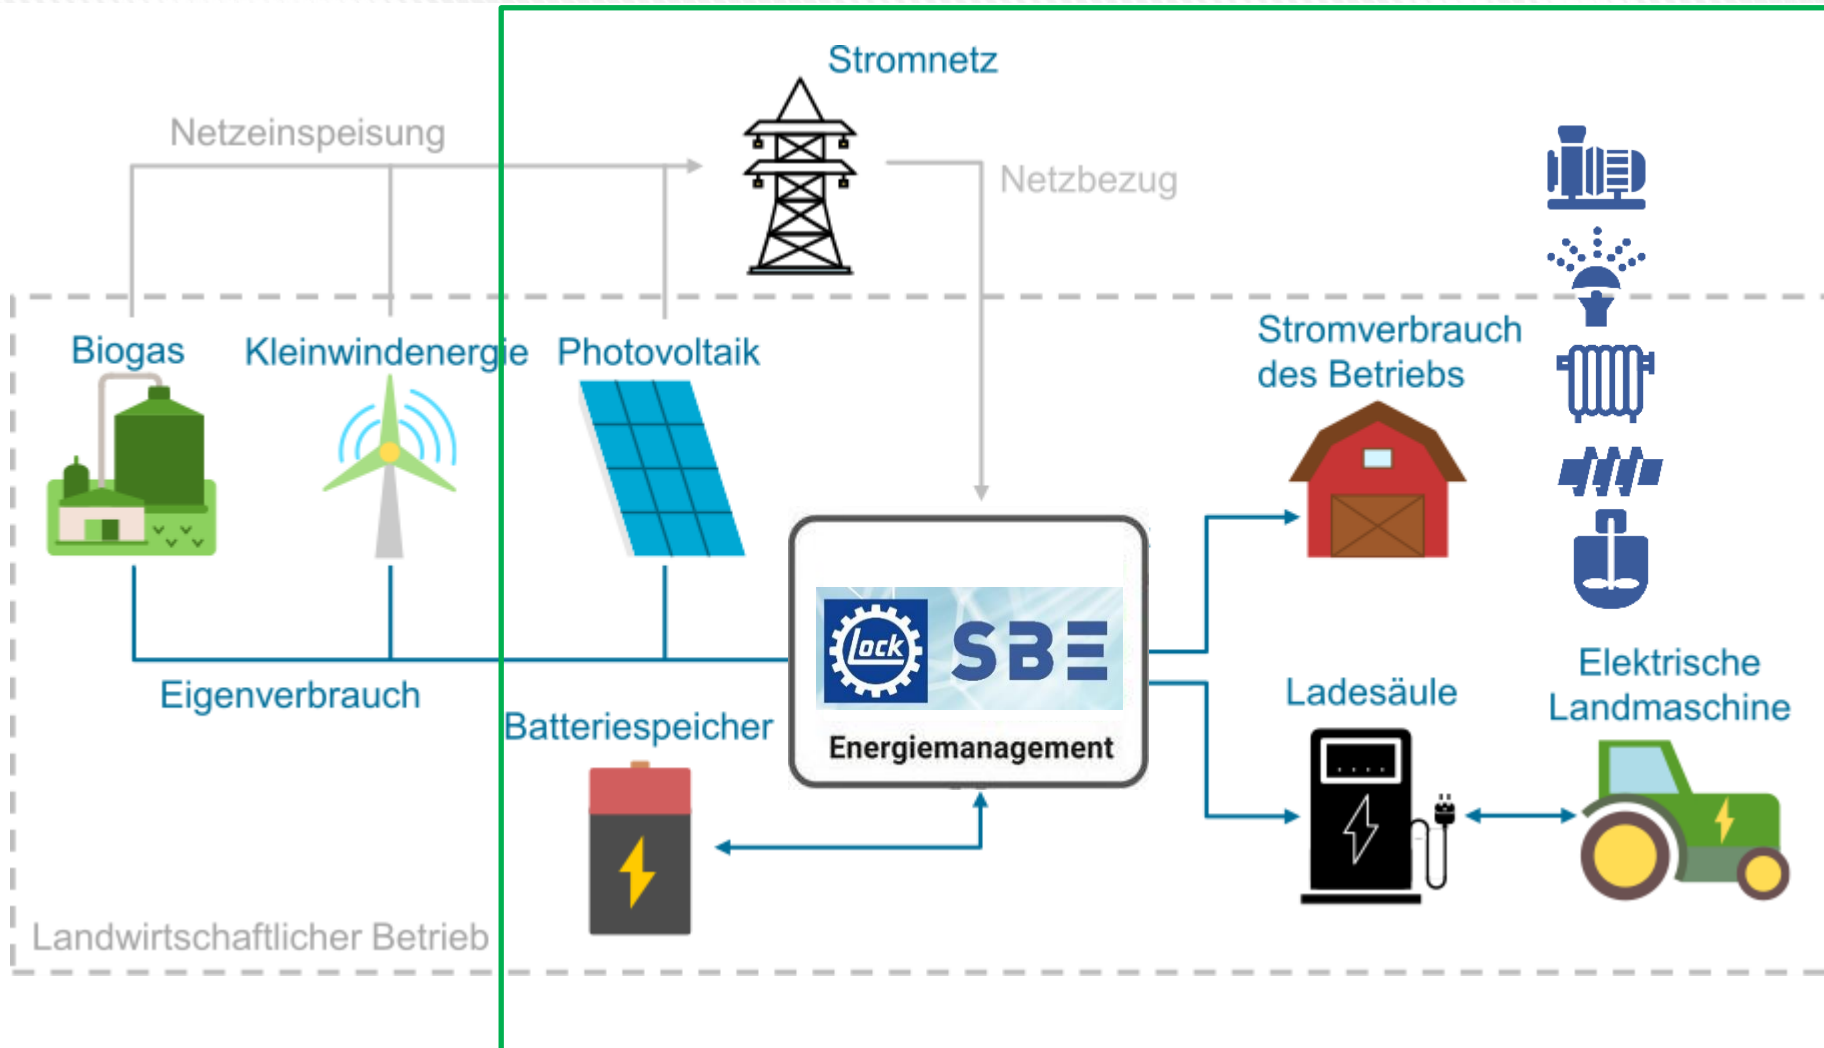 Stromnetz
Netzeinspeisung
Netzbezug
Biogas
Kleinwindenergie
Photovoltaik
Stromverbrauch
des Betriebs
Lock
SBE
Energiemanagement
Eigenverbrauch
Batteriespeicher
Ladesäule
Elektrische
Landmaschine
Landwirtschaftlicher Betrieb